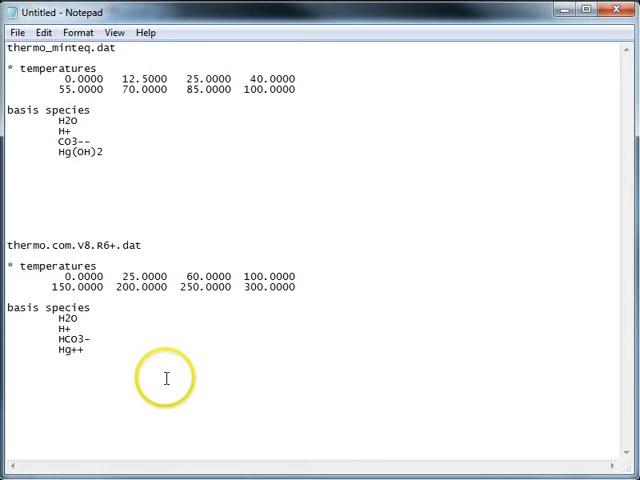 Untitled - Notepad
File Edit Format View Help
thermo_minteq.dat
* temperatures
0.0000 12.5000 25.0000 40.0000
55.0000 70.0000 85.0000 100.0000
basis species
H2O
H+
CO3--
Hg(OH)2
thermo.com.V8.R6+.dat
* temperatures
0.0000 25.0000 60.0000 100.0000
150.0000 200.0000 250.0000 300.0000
basis species
H2O
H+
HCO3-
Hg++